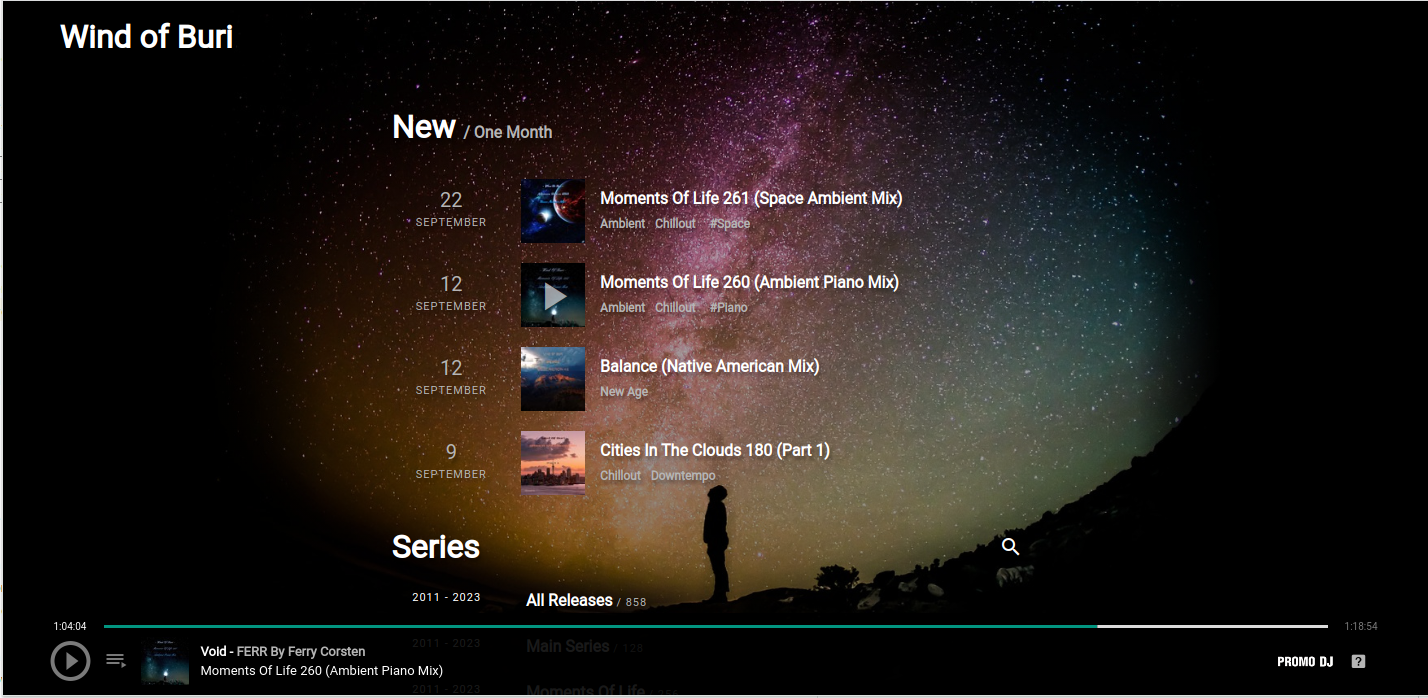 Wind of Buri
New / One Month
22
SEPTEMBER
Moments Of Life 261 (Space Ambient Mix)
Ambient Chillout #Space
12
SEPTEMBER
Moments Of Life 260 (Ambient Piano Mix)
Ambient Chillout #Piano
12
SEPTEMBER
Balance (Native American Mix)
New Age
9
SEPTEMBER
Cities In The Clouds 180 (Part 1)
Chillout Downtempo
Series
2011 - 2023 All Releases / 858
1:04:04 1:18:54
2011 - 2023 Main Series / 128
Void - FERR By Ferry Corsten
Moments Of Life 260 (Ambient Piano Mix)
PROMO DJ ?
2011 - 2023 Moments Of Life